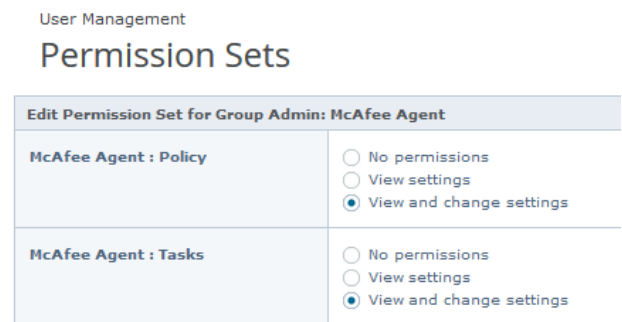 User Management
Permission Sets
Edit Permission Set for Group Admin: McAfee Agent
McAfee Agent : Policy
No permissions
View settings
View and change settings
McAfee Agent : Tasks
No permissions
View settings
View and change settings